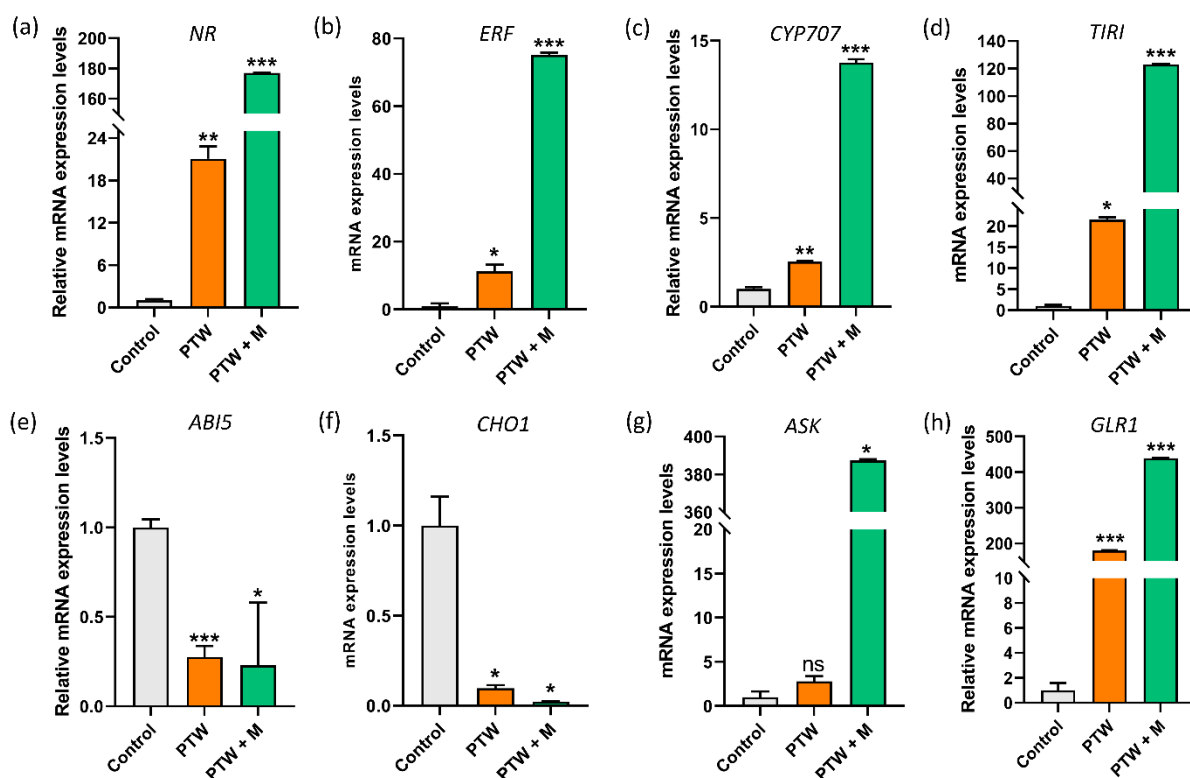 (a) NR
Relative mRNA expression levels
200
180
160
24
18
12
6
0
**
***
Control
PTW
PTW + M
(b) ERF
mRNA expression levels
80
60
40
20
0
*
***
Control
PTW
PTW + M
(c) CYP707
Relative mRNA expression levels
15
10
5
0
**
***
Control
PTW
PTW + M
(d) TIRI
mRNA expression levels
140
120
100
80
60
40
20
15
10
5
0
*
***
Control
PTW
PTW + M
(e) ABI5
Relative mRNA expression levels
1.5
1.0
0.5
0.0
***
*
Control
PTW
PTW + M
(f) CHO1
mRNA expression levels
1.5
1.0
0.5
0.0
*
*
Control
PTW
PTW + M
(g) ASK
mRNA expression levels
400
380
360
20
15
10
5
0
ns
*
Control
PTW
PTW + M
(h) GLR1
Relative mRNA expression levels
500
400
300
200
10
8
6
4
2
0
***
***
Control
PTW
PTW + M